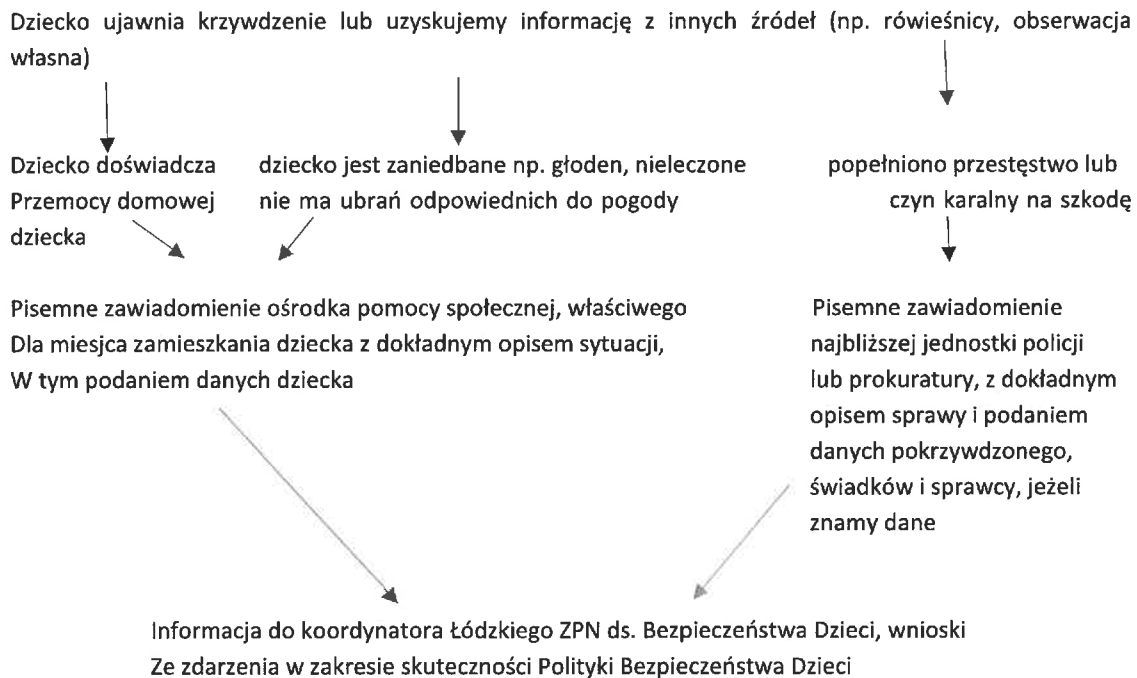 Dziecko ujawnia krzywdzenie lub uzyskujemy informację z innych źródeł (np. rówieśnicy, obserwacja
własna)
Dziecko doświadcza
Przemocy domowej
dziecka
dziecko jest zaniedbane np. głoden, nieleczone
nie ma ubrań odpowiednich do pogody
popełniono przestęstwo lub
czyn karalny na szkodę
Pisemne zawiadomienie ośrodka pomocy społecznej, właściwego
Dla miesjca zamieszkania dziecka z dokładnym opisem sytuacji,
W tym podaniem danych dziecka
Pisemne zawiadomienie
najbliższej jednostki policji
lub prokuratury, z dokładnym
opisem sprawy i podaniem
danych pokrzywdzonego,
świadków i sprawcy, jeżeli
znamy dane
Informacja do koordynatora Łódzkiego ZPN ds. Bezpieczeństwa Dzieci, wnioski
Ze zdarzenia w zakresie skuteczności Polityki Bezpieczeństwa Dzieci